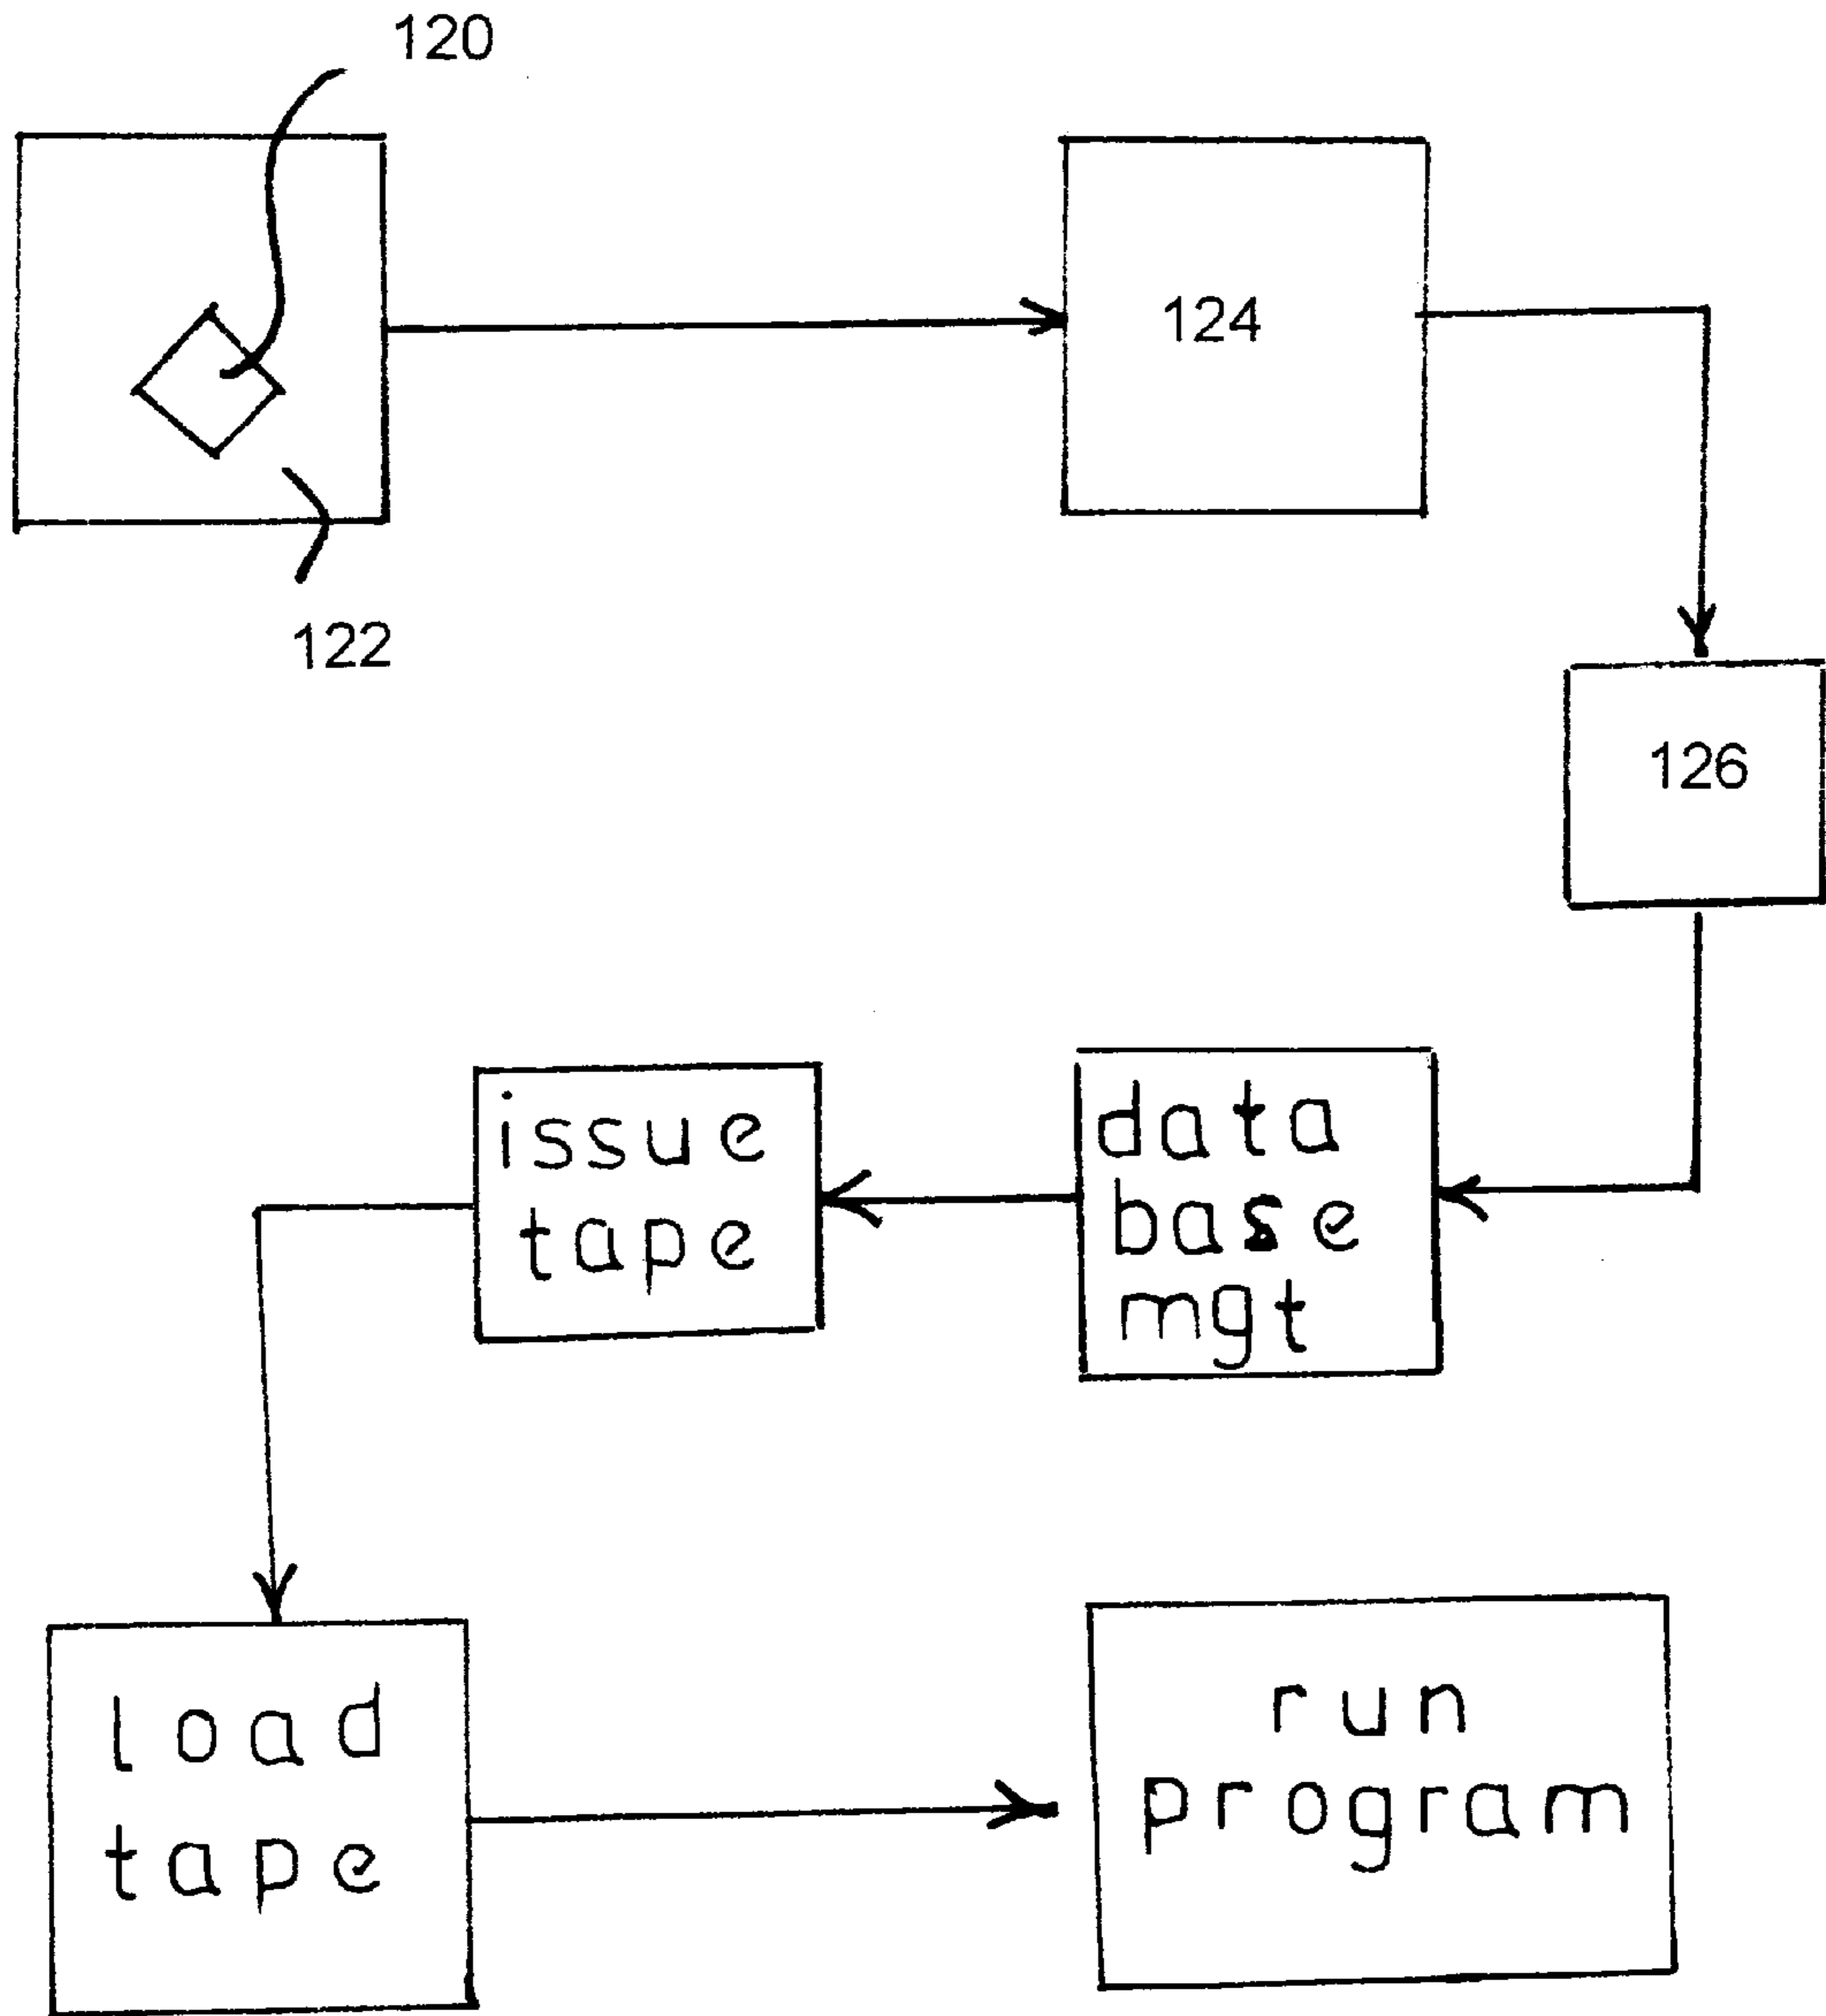 120
124
122
126
issue
tape
data
base
mgt
load
tape
run
program